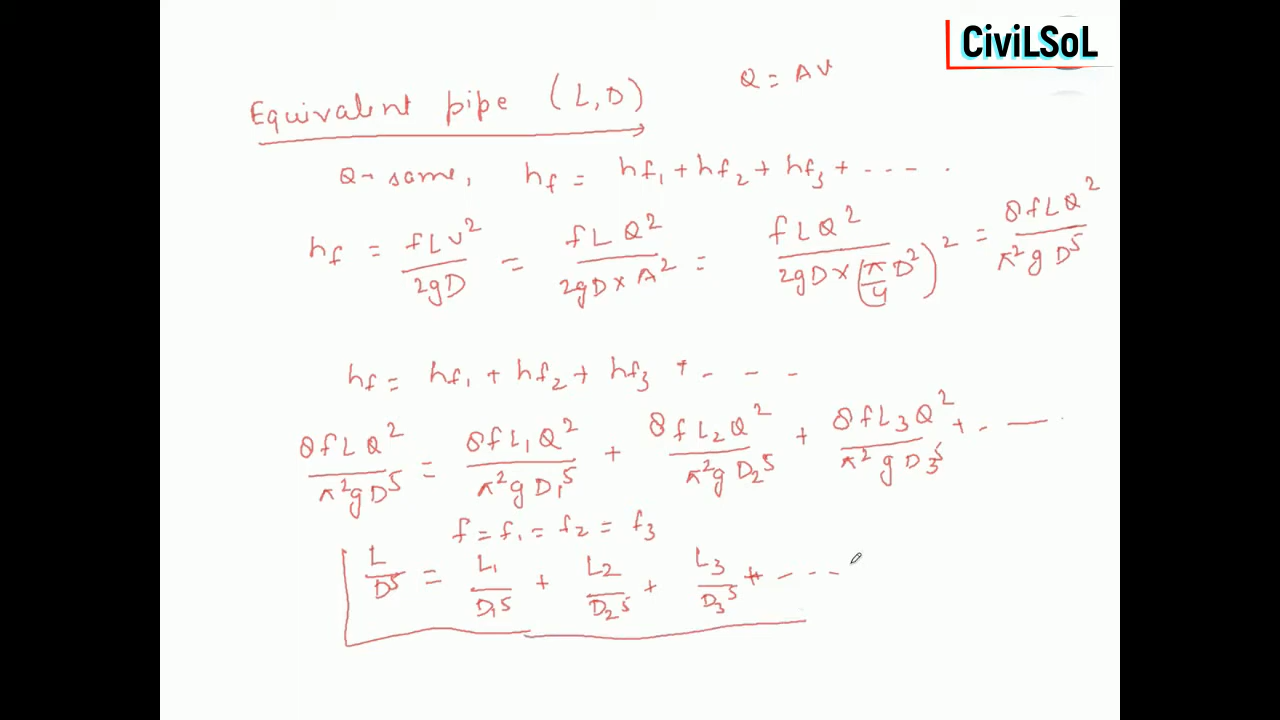 CiviLSoL
Q = AV
Equivalent pipe (L, D)
Q → same, hf = hf₁ + hf₂ + hf₃ + - - - - .
hf = fLv²/2gD = fLQ²/(2gD × A²) = fLQ²/(2gD × (π/4 D²)²) = 8fLQ²/(π²gD⁵)
hf = hf₁ + hf₂ + hf₃ + - - -
8fLQ²/(π²gD⁵) = 8fL₁Q²/(π²gD₁⁵) + 8fL₂Q²/(π²gD₂⁵) + 8fL₃Q²/(π²gD₃⁵) + - —
f = f₁ = f₂ = f₃
L/D⁵ = L₁/D₁⁵ + L₂/D₂⁵ + L₃/D₃⁵ + - - - -